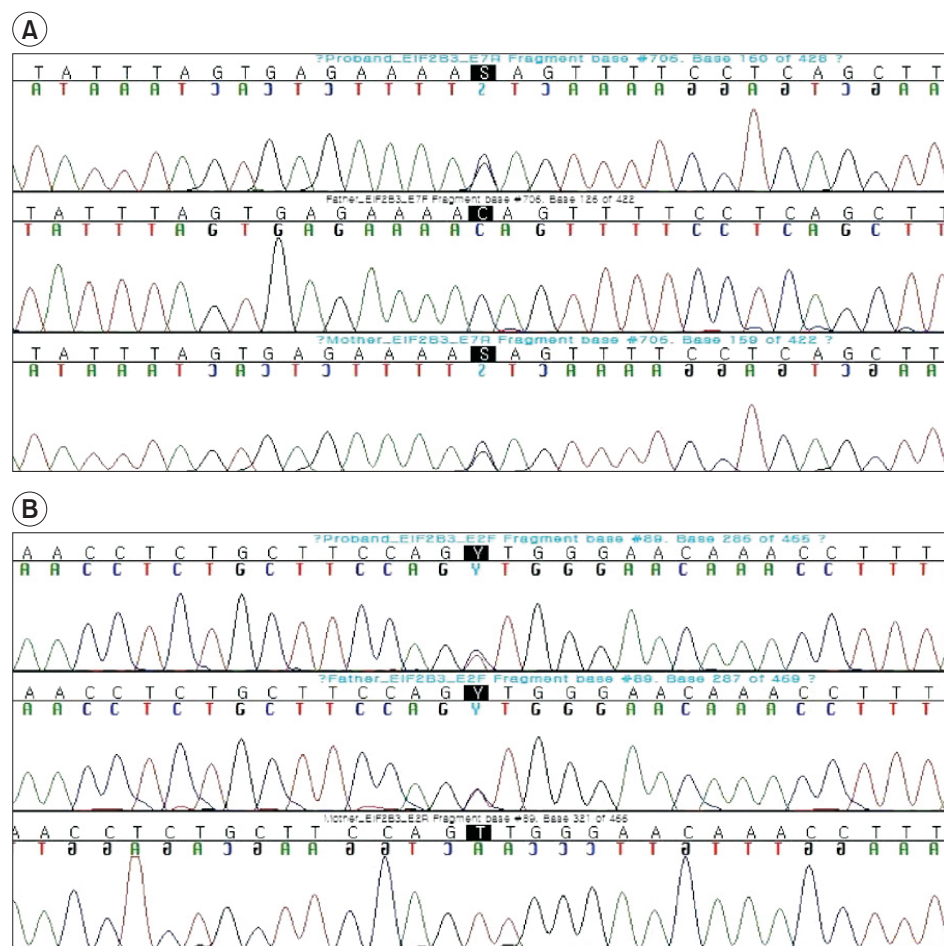 A
?Proband_EIF2B3_E7R Fragment base #706. Base 160 of 428 ?
T A T T T A G T G A G A A A A S A G T T T T C C T C A G C T T
A T A A A T C A C T C T T T T S T C A A A A G G A G T C G A A
Father_EIF2B3_E7F Fragment base #706. Base 126 of 422
T A T T T A G T G A G A A A A C A G T T T T C C T C A G C T T
T A T T T A G T G A G A A A A C A G T T T T C C T C A G C T T
?Mother_EIF2B3_E7R Fragment base #706. Base 159 of 422 ?
T A T T T A G T G A G A A A A S A G T T T T C C T C A G C T T
A T A A A T C A C T C T T T T S T C A A A A G G A G T C G A A
B
?Proband_EIF2B3_E2F Fragment base #89. Base 286 of 466 ?
A A C C T C T G C T T C C A G Y T G G G A A C A A A C C T T T
A A C C T C T G C T T C C A G Y T G G G A A C A A A C C T T T
?Father_EIF2B3_E2F Fragment base #89. Base 287 of 469 ?
A A C C T C T G C T T C C A G Y T G G G A A C A A A C C T T T
A A C C T C T G C T T C C A G Y T G G G A A C A A A C C T T T
Mother_EIF2B3_E2R Fragment base #89. Base 321 of 466
A A C C T C T G C T T C C A G T T G G G A A C A A A C C T T T
T G G A G A C G A A G G T C A A C C C T T G T T T G G A A A